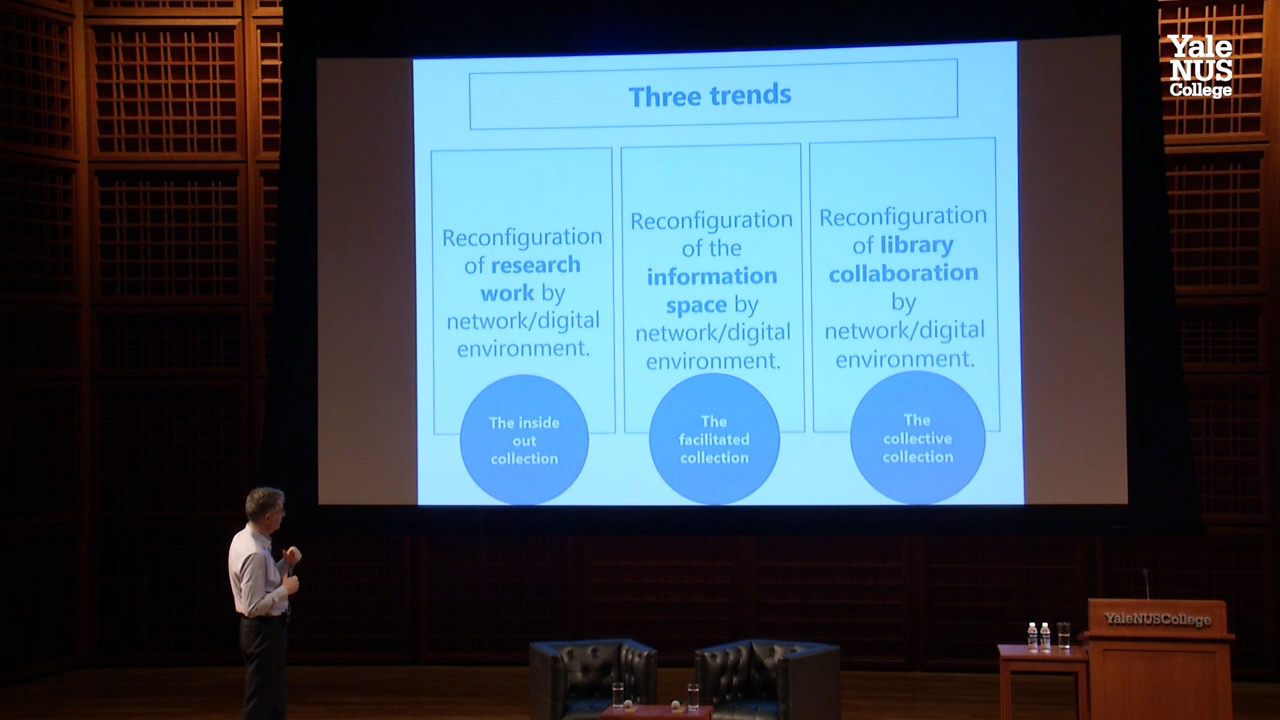 Yale
NUS
College
Three trends
Reconfiguration
of research
work by
network/digital
environment.
The inside
out
collection
Reconfiguration
of the
information
space by
network/digital
environment.
The
facilitated
collection
Reconfiguration
of library
collaboration
by
network/digital
environment.
The
collective
collection
YaleNUSCollege